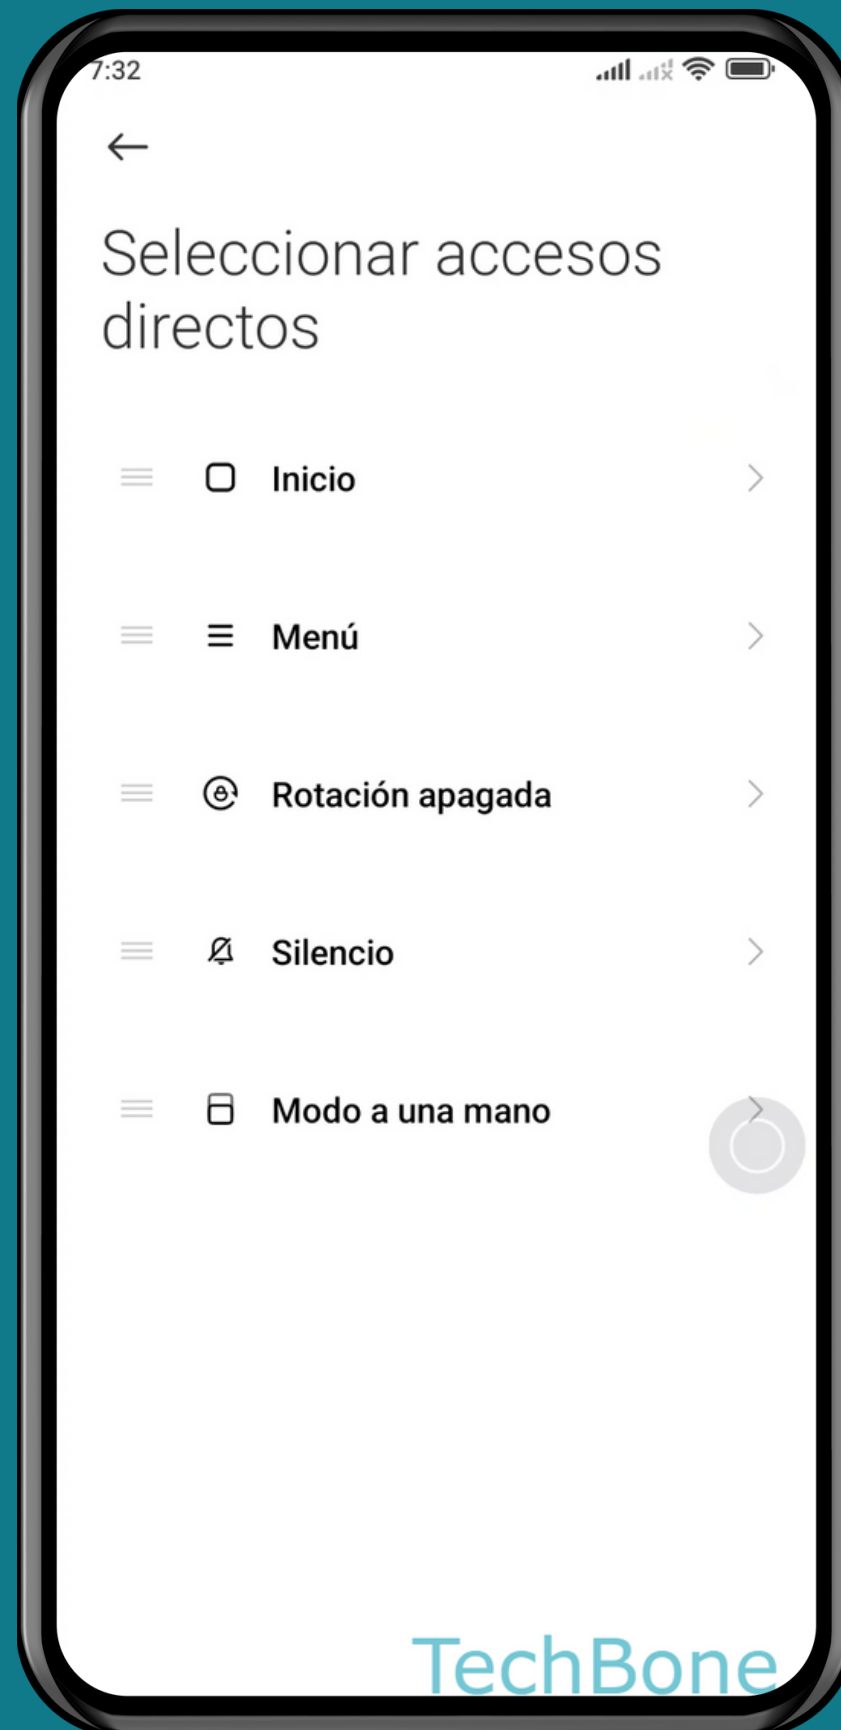 7:32
Seleccionar accesos
directos
Inicio
Menú
Rotación apagada
Silencio
Modo a una mano
TechBone